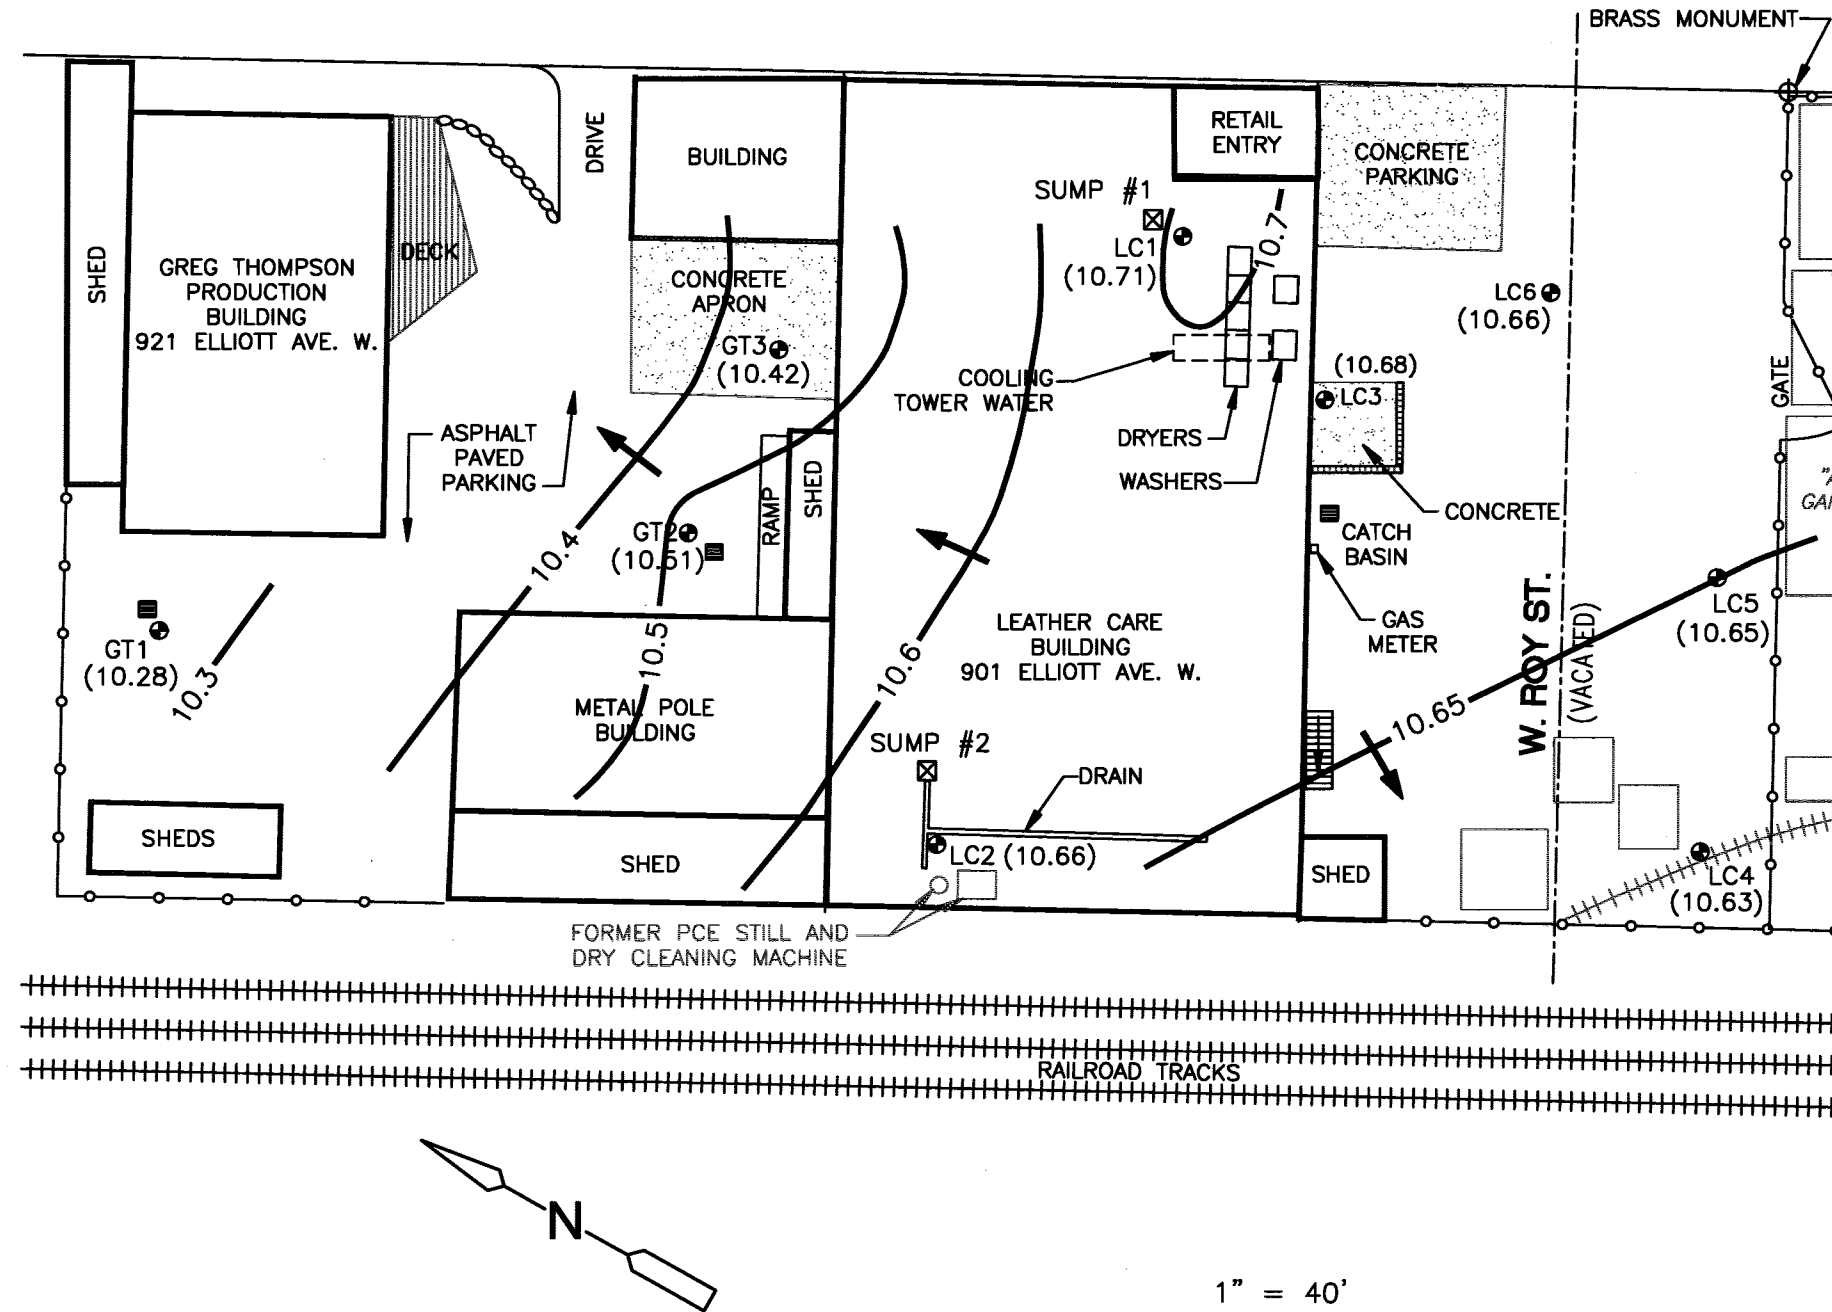 BRASS MONUMENT
SHED
GREG THOMPSON
PRODUCTION
BUILDING
921 ELLIOTT AVE. W.
DECK
DRIVE
BUILDING
CONCRETE
APRON
GT3
(10.42)
RETAIL
ENTRY
SUMP #1
LC1
(10.71)
10.7
CONCRETE
PARKING
LC6
(10.66)
COOLING
TOWER WATER
DRYERS
WASHERS
(10.68)
LC3
CONCRETE
GATE
ASPHALT
PAVED
PARKING
GT2
(10.51)
RAMP
SHED
CATCH
BASIN
GAS
METER
10.4
10.5
10.6
LEATHER CARE
BUILDING
901 ELLIOTT AVE. W.
W. ROY ST.
(VACATED)
LC5
(10.65)
GT1
(10.28)
10.3
METAL POLE
BUILDING
10.65
SUMP #2
DRAIN
SHEDS
SHED
LC2 (10.66)
SHED
LC4
(10.63)
FORMER PCE STILL AND
DRY CLEANING MACHINE
RAILROAD TRACKS
N
1" = 40'